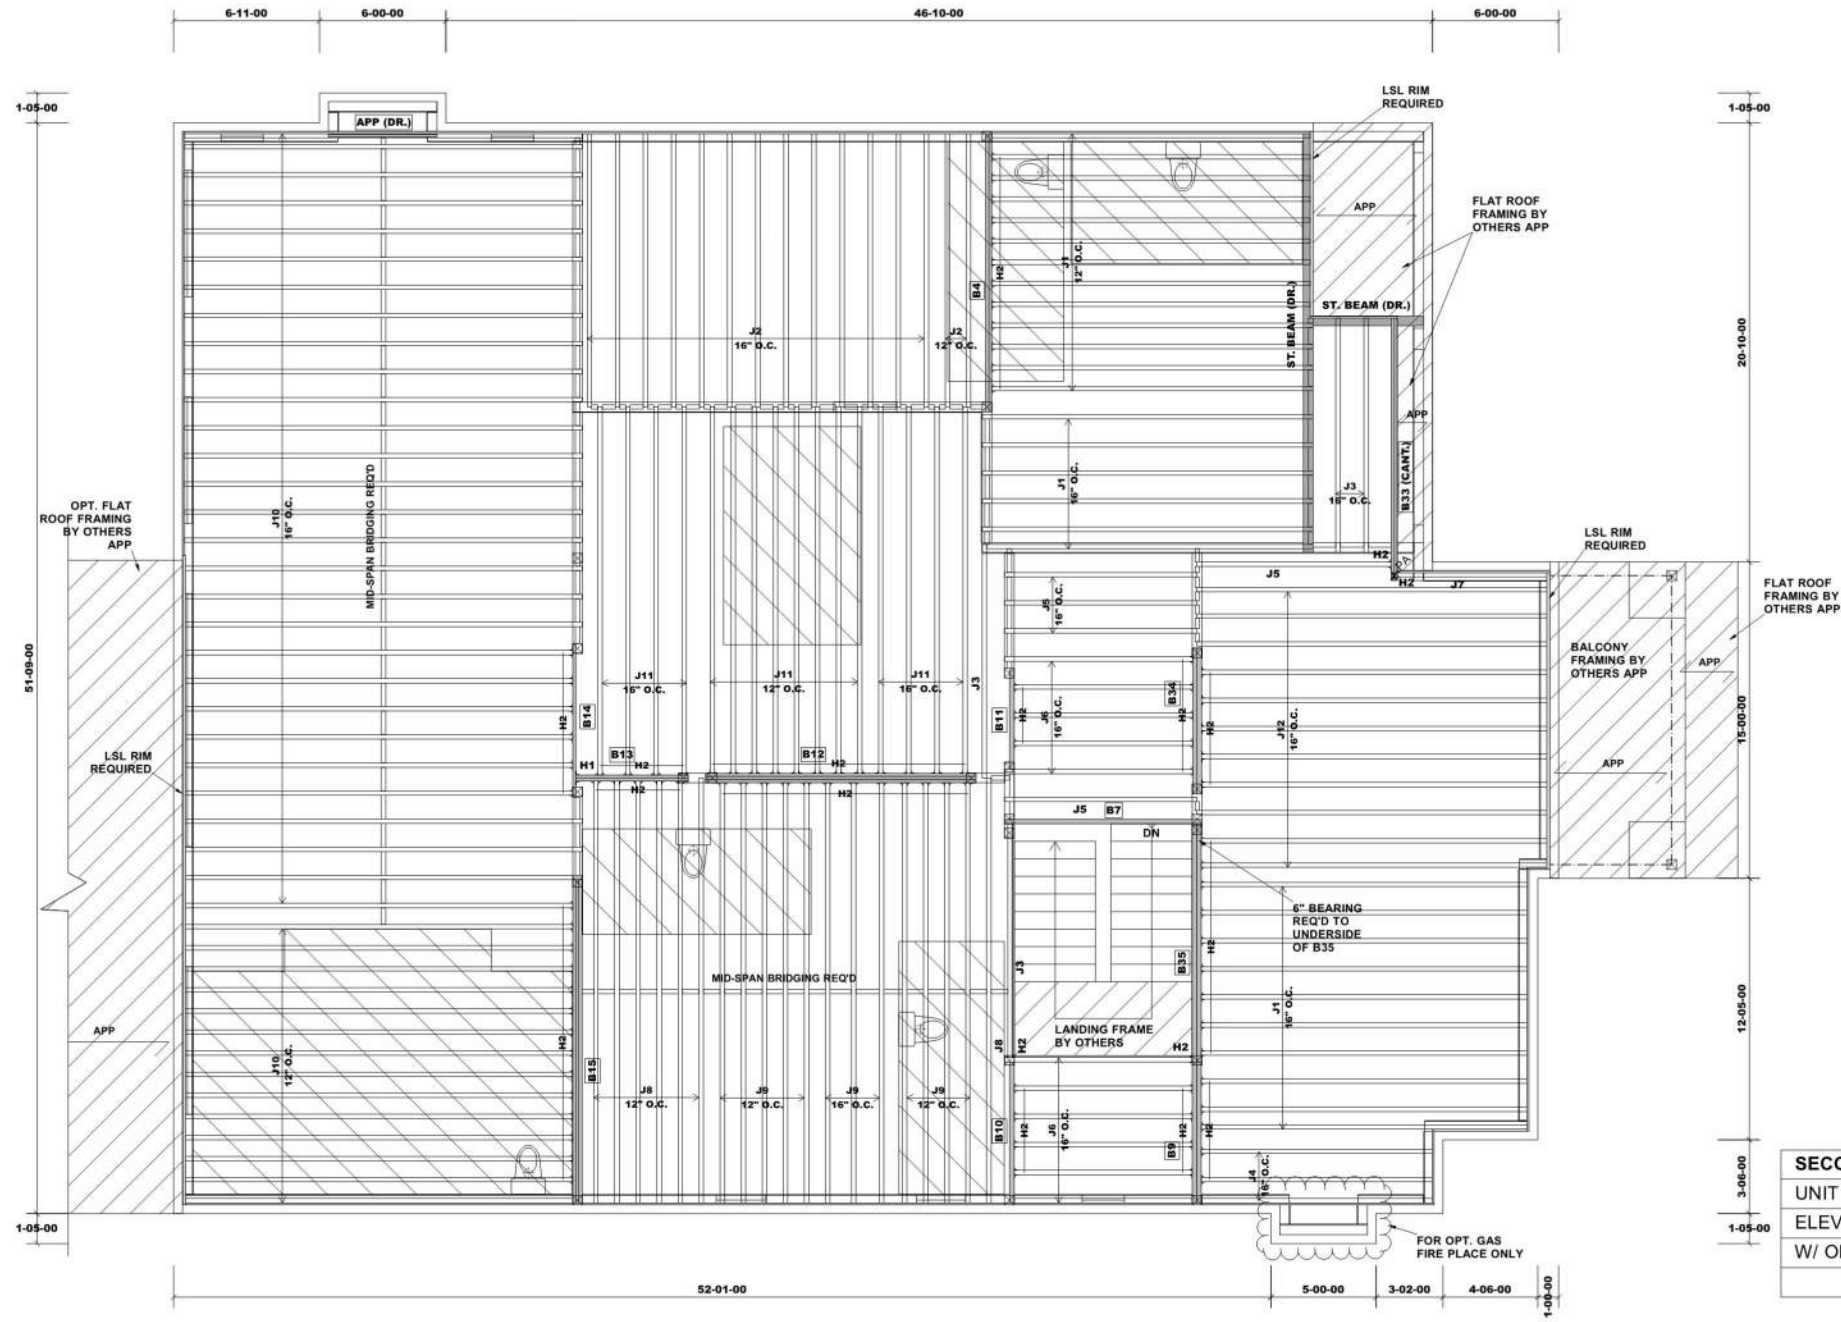 6-11-00
6-00-00
46-10-00
6-00-00
1-05-00
1-05-00
LSL RIM
REQUIRED
APP (DR.)
APP
FLAT ROOF
FRAMING BY
OTHERS APP
J1
12" O.C.
H2
B4
ST. BEAM (DR.)
ST. BEAM (DR.)
J2
16" O.C.
J2
12" O.C.
20-10-00
APP
B33 (CANT.)
J3
16" O.C.
J1
16" O.C.
MID-SPAN BRIDGING REQ'D
J10
16" O.C.
OPT. FLAT
ROOF FRAMING
BY OTHERS
APP
LSL RIM
REQUIRED
H2
PA
H2
J5
J7
FLAT ROOF
FRAMING BY
OTHERS APP
J5
16" O.C.
51-09-00
BALCONY
FRAMING BY
OTHERS APP
APP
J11
16" O.C.
J11
12" O.C.
J11
16" O.C.
J3
B34
H2
H2
B14
H2
B11
H2
J6
16" O.C.
J12
16" O.C.
15-00-00
LSL RIM
REQUIRED
B13
B12
H1
H2
H2
H2
H2
APP
J5
B7
DN
6" BEARING
REQ'D TO
UNDERSIDE
OF B35
H2
MID-SPAN BRIDGING REQ'D
J3
B35
J1
16" O.C.
12-05-00
APP
LANDING FRAME
BY OTHERS
J8
H2
H2
H2
J10
12" O.C.
B15
J8
12" O.C.
J9
12" O.C.
J9
16" O.C.
J9
12" O.C.
B10
H2
J6
16" O.C.
H2
B9
H2
J4
16" O.C.
3-06-00
SECO
UNIT
ELEV
W/ O
1-05-00
1-05-00
FOR OPT. GAS
FIRE PLACE ONLY
52-01-00
5-00-00
3-02-00
4-06-00
1-00-00